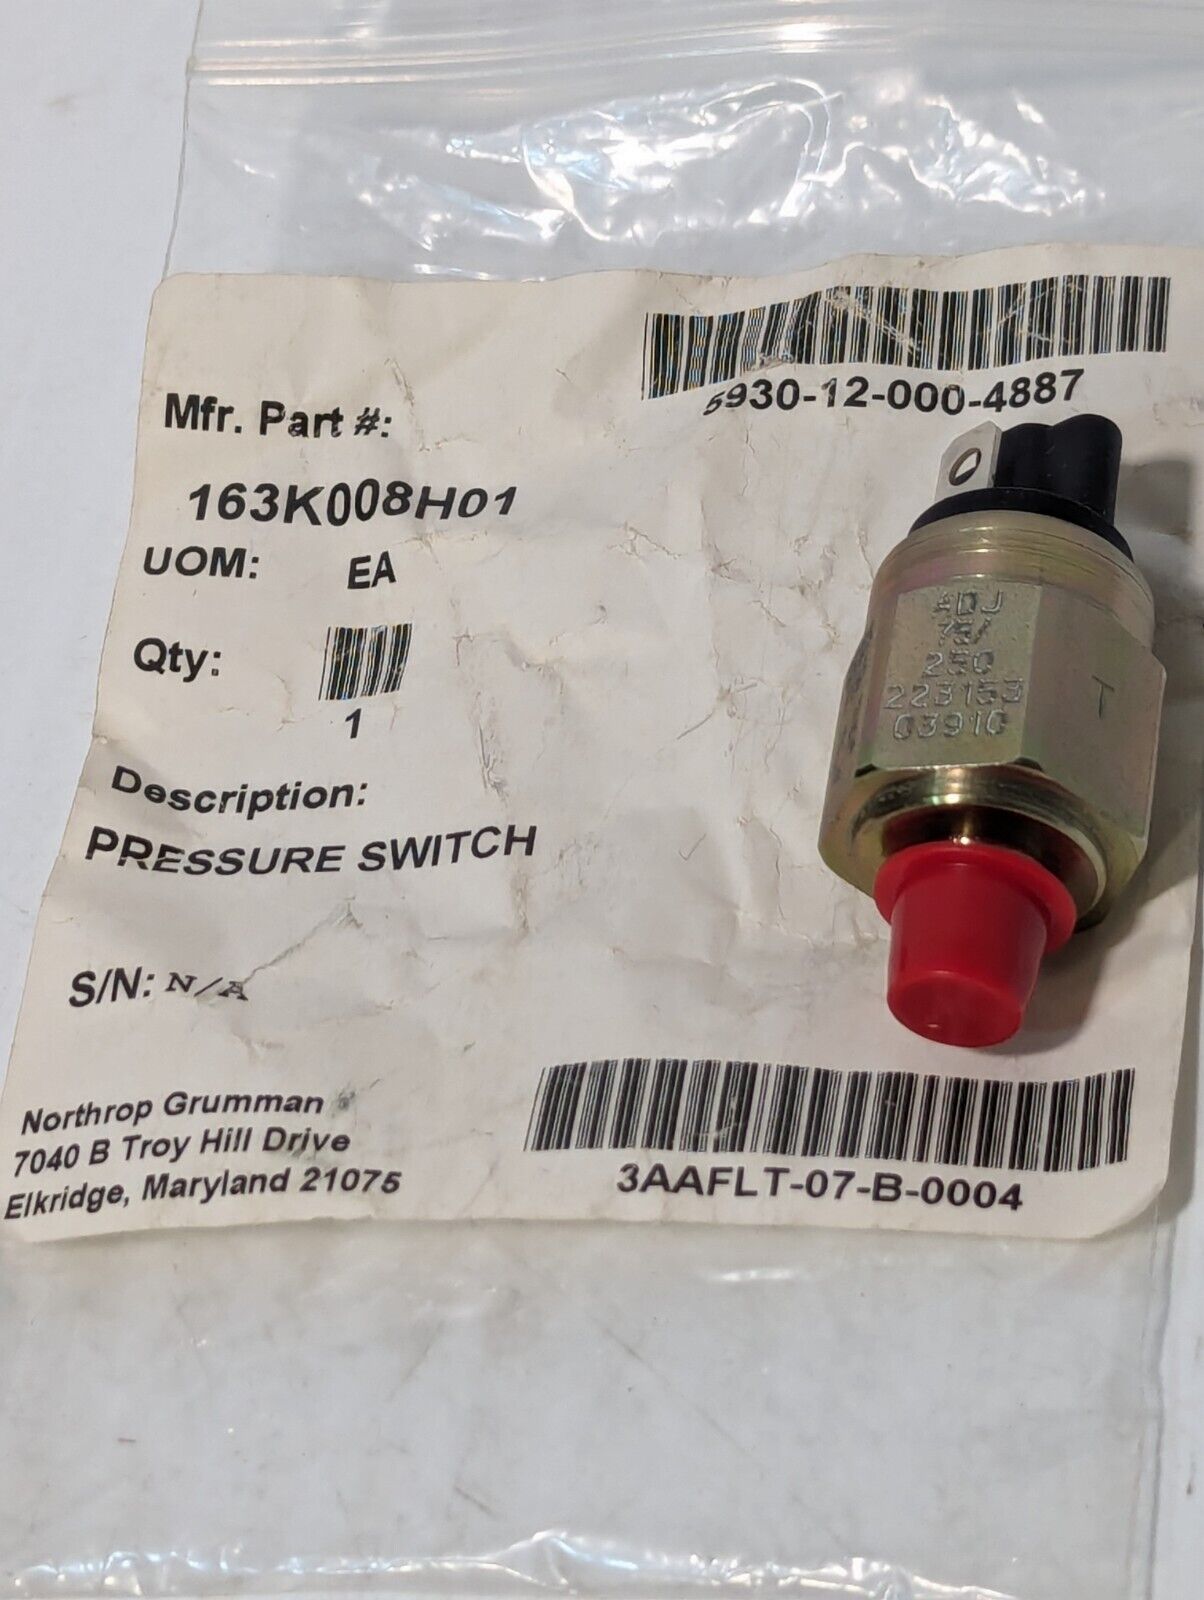 5930-12-000-4887
Mfr. Part #:
163K008H01
UOM: EA
Qty:
1
Description:
PRESSURE SWITCH
S/N: N/A
Northrop Grumman
7040 B Troy Hill Drive
Elkridge, Maryland 21075
3AAFLT-07-B-0004
ADJ
75/
250
223153
03910
T